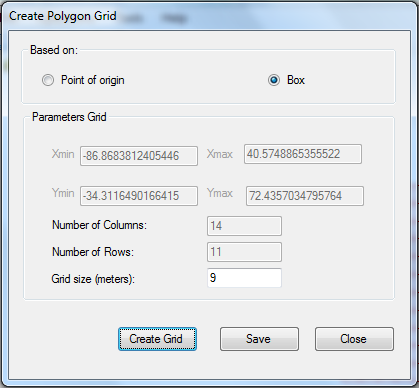 Create Polygon Grid
Help
Based on:
Point of origin Box
Parameters Grid
Xmin -86.8683812405446 Xmax 40.5748865355522
Ymin -34.3116490166415 Ymax 72.4357034795764
Number of Columns: 14
Number of Rows: 11
Grid size (meters): 9
Create Grid Save Close